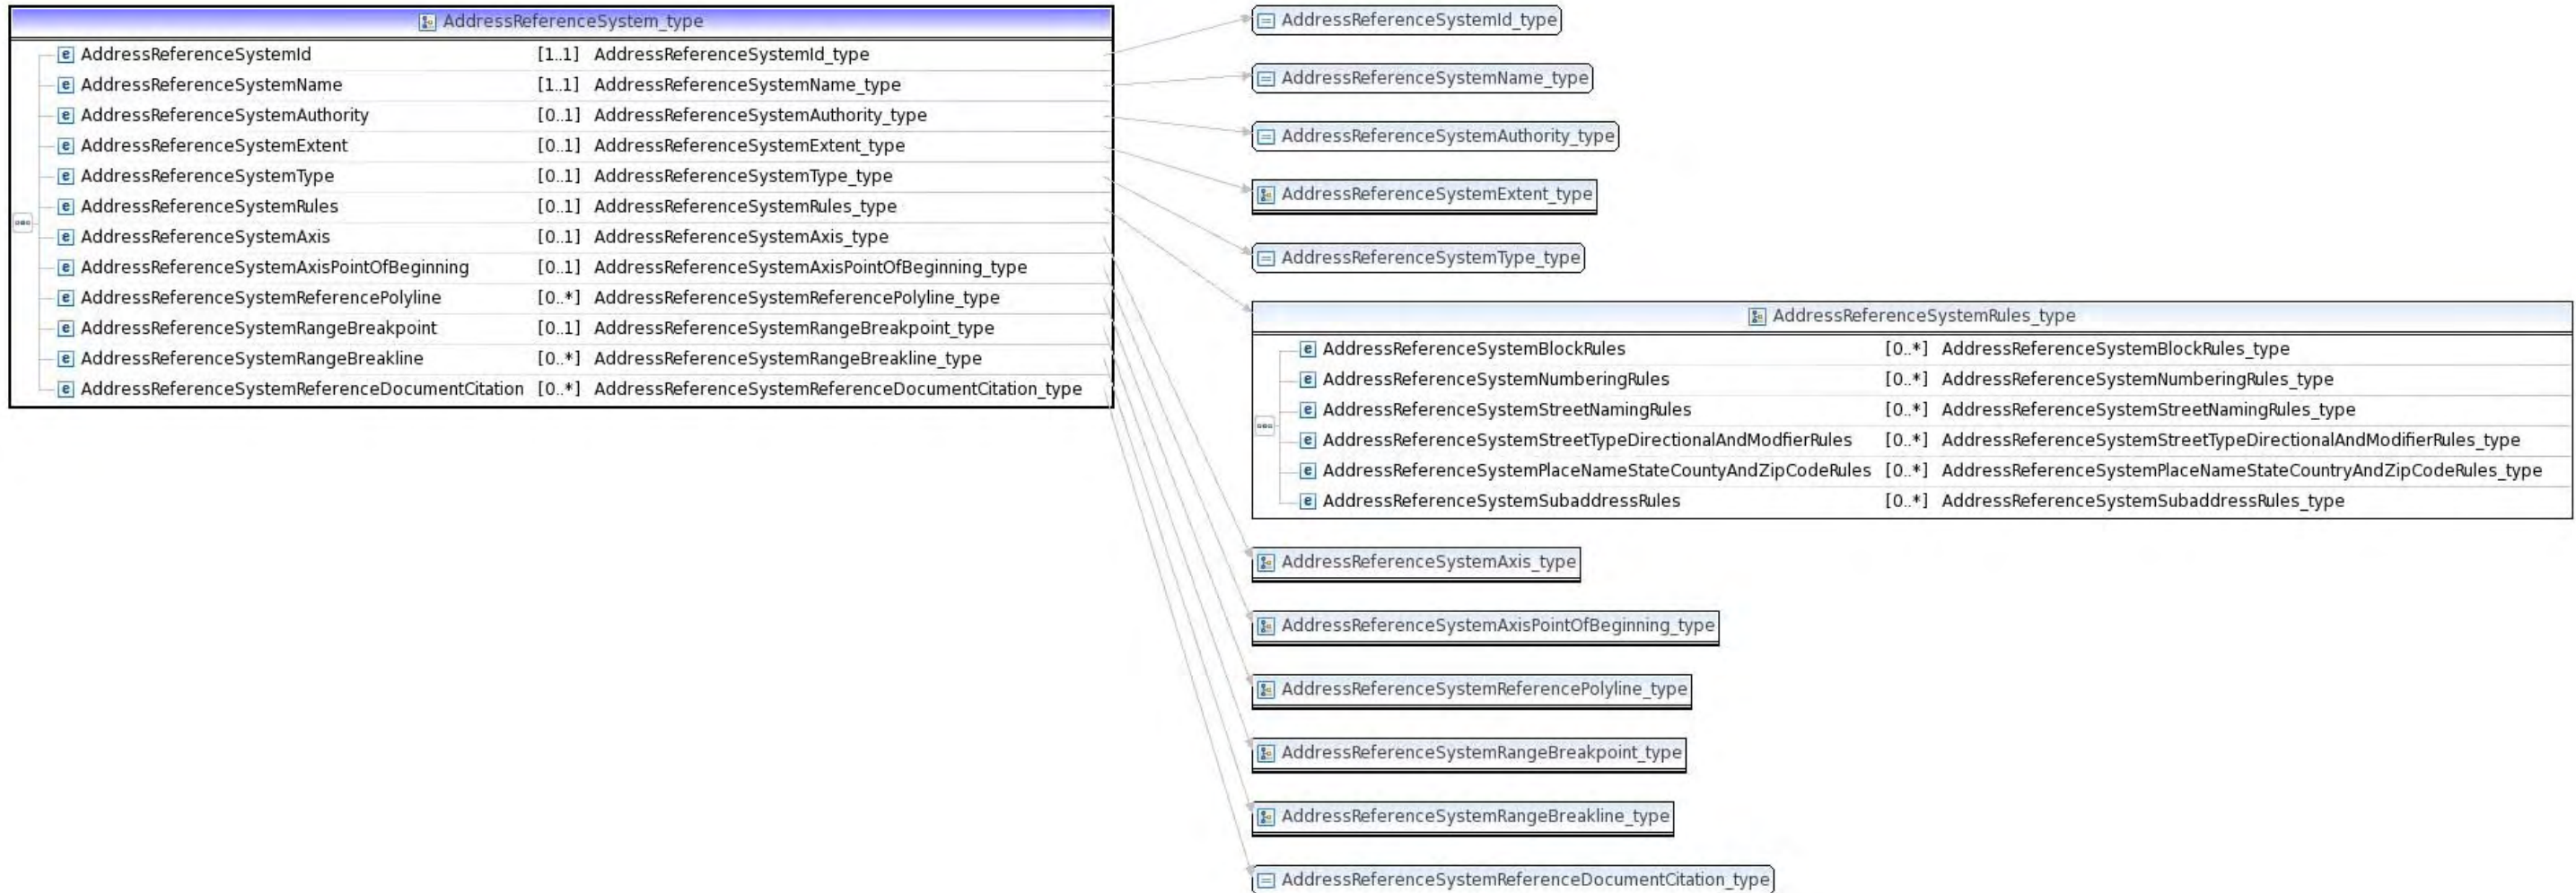 AddressReferenceSystem_type
AddressReferenceSystemId [1..1] AddressReferenceSystemId_type
AddressReferenceSystemName [1..1] AddressReferenceSystemName_type
AddressReferenceSystemAuthority [0..1] AddressReferenceSystemAuthority_type
AddressReferenceSystemExtent [0..1] AddressReferenceSystemExtent_type
AddressReferenceSystemType [0..1] AddressReferenceSystemType_type
AddressReferenceSystemRules [0..1] AddressReferenceSystemRules_type
AddressReferenceSystemAxis [0..1] AddressReferenceSystemAxis_type
AddressReferenceSystemAxisPointOfBeginning [0..1] AddressReferenceSystemAxisPointOfBeginning_type
AddressReferenceSystemReferencePolyline [0..*] AddressReferenceSystemReferencePolyline_type
AddressReferenceSystemRangeBreakpoint [0..1] AddressReferenceSystemRangeBreakpoint_type
AddressReferenceSystemRangeBreakline [0..*] AddressReferenceSystemRangeBreakline_type
AddressReferenceSystemReferenceDocumentCitation [0..*] AddressReferenceSystemReferenceDocumentCitation_type
AddressReferenceSystemId_type
AddressReferenceSystemName_type
AddressReferenceSystemAuthority_type
AddressReferenceSystemExtent_type
AddressReferenceSystemType_type
AddressReferenceSystemRules_type
AddressReferenceSystemBlockRules [0..*] AddressReferenceSystemBlockRules_type
AddressReferenceSystemNumberingRules [0..*] AddressReferenceSystemNumberingRules_type
AddressReferenceSystemStreetNamingRules [0..*] AddressReferenceSystemStreetNamingRules_type
AddressReferenceSystemStreetTypeDirectionalAndModfierRules [0..*] AddressReferenceSystemStreetTypeDirectionalAndModifierRules_type
AddressReferenceSystemPlaceNameStateCountyAndZipCodeRules [0..*] AddressReferenceSystemPlaceNameStateCountryAndZipCodeRules_type
AddressReferenceSystemSubaddressRules [0..*] AddressReferenceSystemSubaddressRules_type
AddressReferenceSystemAxis_type
AddressReferenceSystemAxisPointOfBeginning_type
AddressReferenceSystemReferencePolyline_type
AddressReferenceSystemRangeBreakpoint_type
AddressReferenceSystemRangeBreakline_type
AddressReferenceSystemReferenceDocumentCitation_type